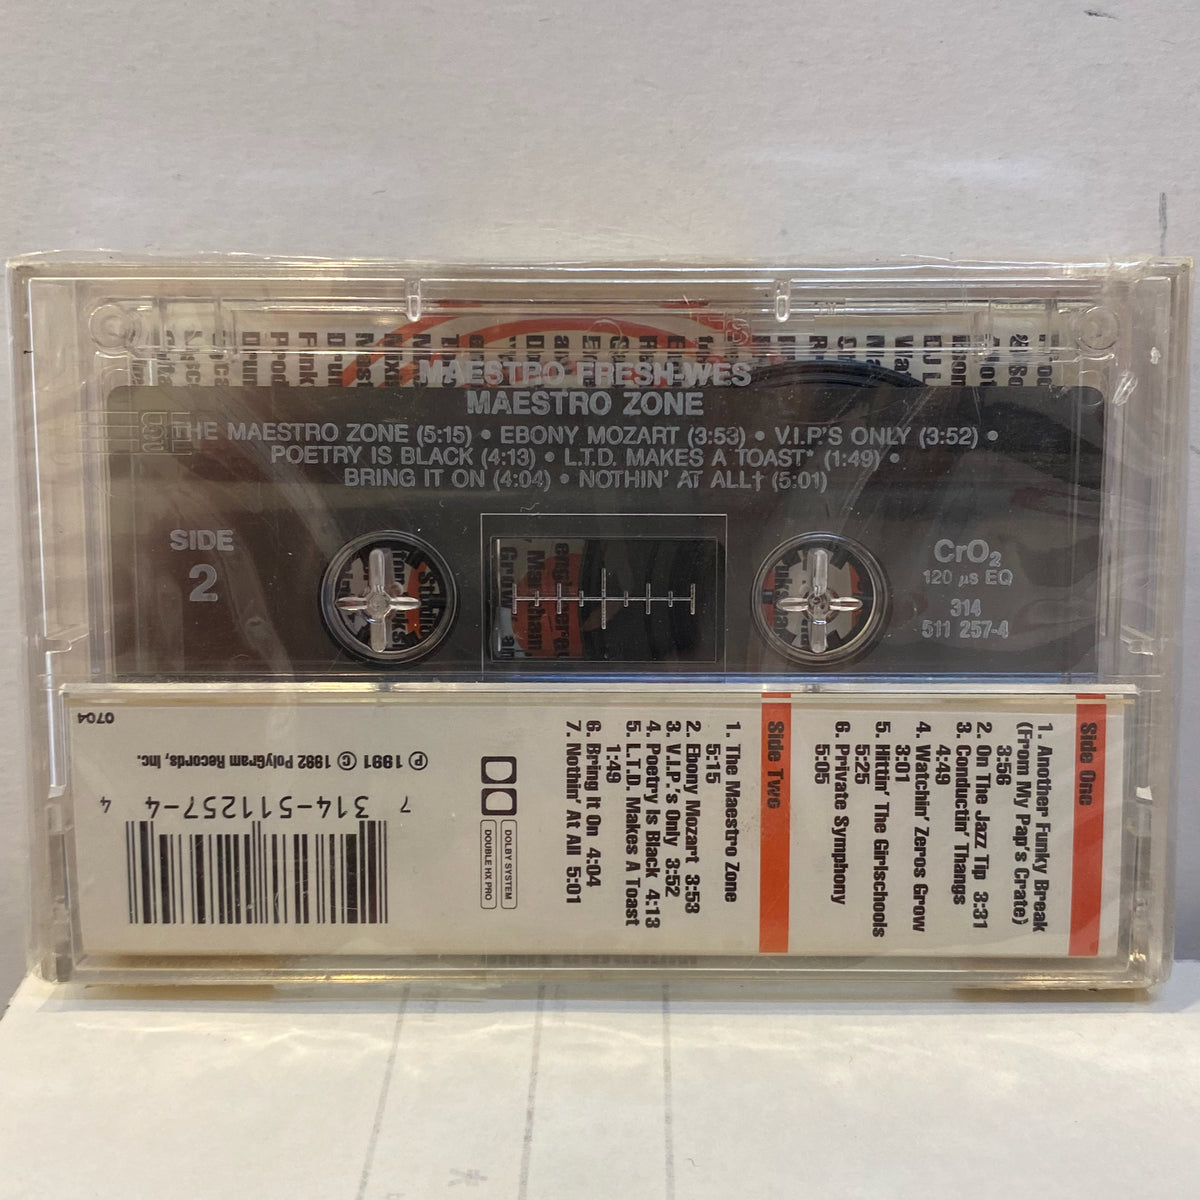 MAESTRO FRESH-WES
MAESTRO ZONE
THE MAESTRO ZONE (5:15) • EBONY MOZART (3:53) • V.I.P.'S ONLY (3:52) •
POETRY IS BLACK (4:13) • L.T.D. MAKES A TOAST* (1:49) •
BRING IT ON (4:04) • NOTHIN' AT ALL† (5:01)
SIDE
2
CrO₂
120 µs EQ
314
511 257-4
Side One
1. Another Funky Break
(From My Pap's Crate)
3:56
2. On The Jazz Tip 3:31
3. Conductin' Thangs
4:49
4. Watchin' Zeros Grow
3:01
5. Hittin' The Girlschools
5:25
6. Private Symphony
5:05
Side Two
1. The Maestro Zone
5:15
2. Ebony Mozart 3:53
3. V.I.P.'s Only 3:52
4. Poetry Is Black 4:13
5. L.T.D. Makes A Toast
1:49
6. Bring It On 4:04
7. Nothin' At All 5:01
DOLBY SYSTEM
DOUBLE HX PRO
7 314-511257-4 4
℗ 1991 © 1992 PolyGram Records, Inc.
0704